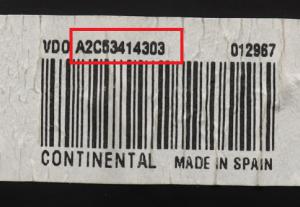 VDO A2C53414303 012967
CONTINENTAL MADE IN SPAIN